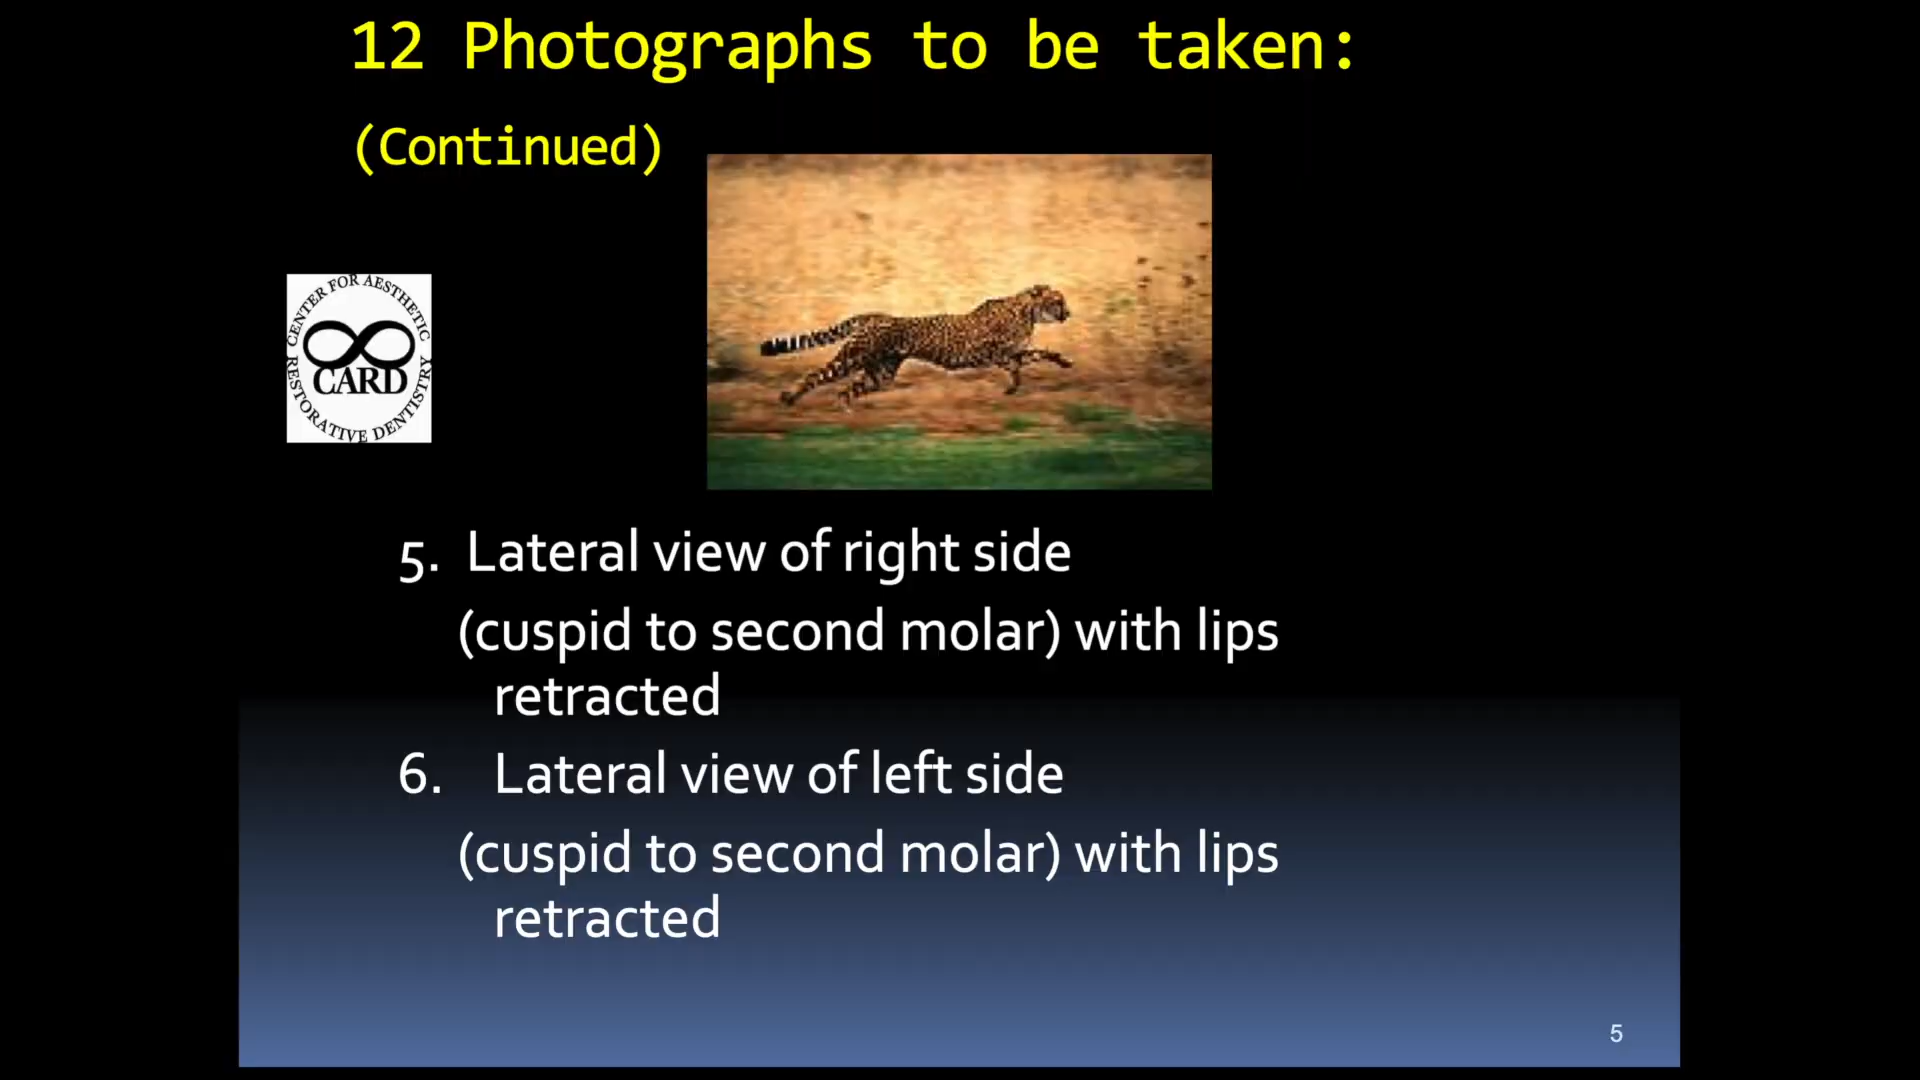 12 Photographs to be taken:
(Continued)
CENTER FOR AESTHETIC
CARD
RESTORATIVE DENTISTRY
5. Lateral view of right side
(cuspid to second molar) with lips
retracted
6. Lateral view of left side
(cuspid to second molar) with lips
retracted
5